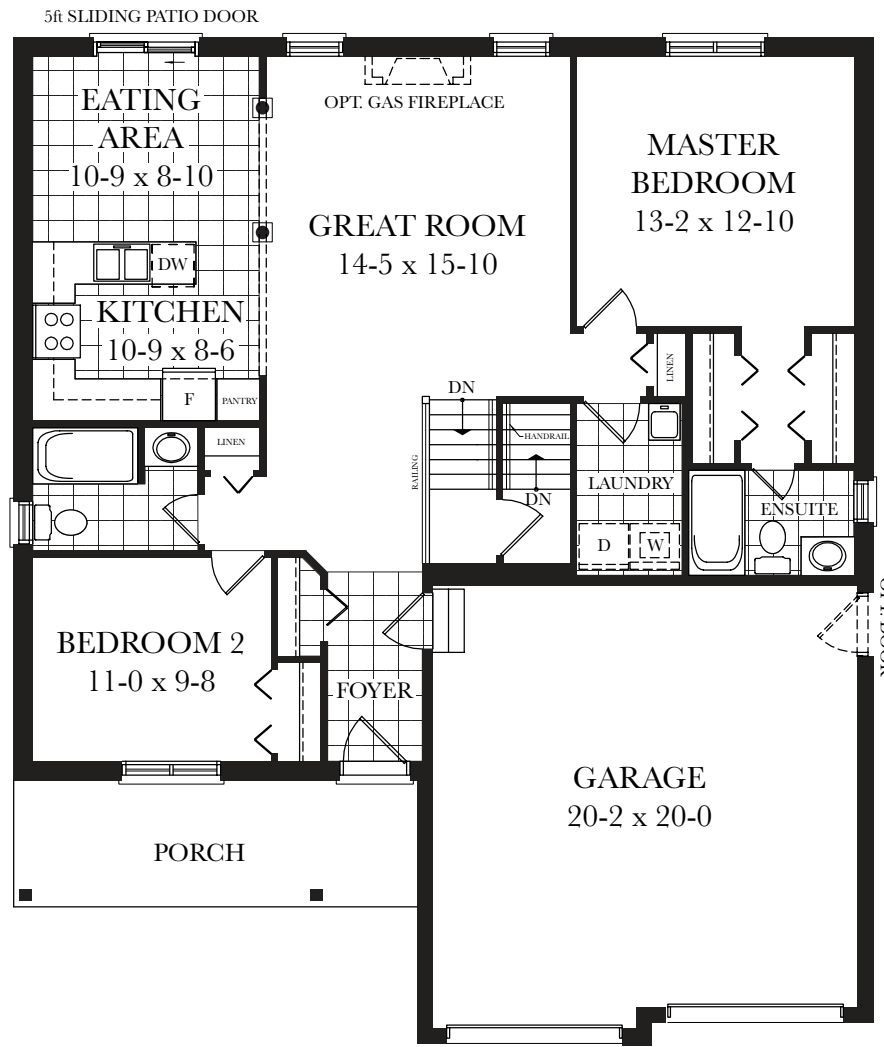 5ft SLIDING PATIO DOOR
EATING
AREA
10-9 x 8-10
OPT. GAS FIREPLACE
MASTER
BEDROOM
13-2 x 12-10
GREAT ROOM
14-5 x 15-10
DW
KITCHEN
10-9 x 8-6
F
PANTRY
LINEN
DN
LINEN
HANDRAIL
RAILING
DN
LAUNDRY
D
W
ENSUITE
BEDROOM 2
11-0 x 9-8
FOYER
GARAGE
20-2 x 20-0
PORCH